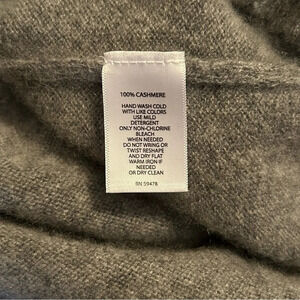 100% CASHMERE
HAND WASH COLD
WITH LIKE COLORS
USE MILD
DETERGENT
ONLY NON-CHLORINE
BLEACH
WHEN NEEDED
DO NOT WRING OR
TWIST RESHAPE
AND DRY FLAT
WARM IRON IF
NEEDED
OR DRY CLEAN
RN 59478